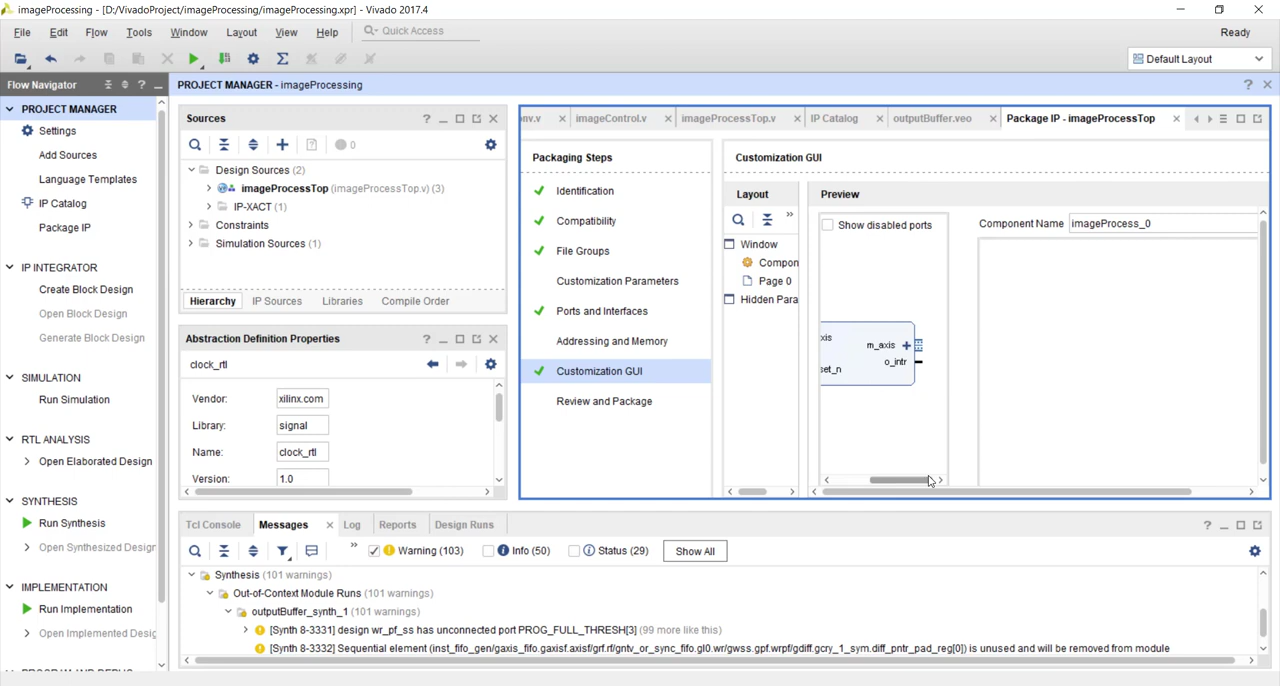 imageProcessing - [D:/VivadoProject/imageProcessing/imageProcessing.xpr] - Vivado 2017.4
File Edit Flow Tools Window Layout View Help Quick Access Ready
Default Layout
Flow Navigator
PROJECT MANAGER - imageProcessing
PROJECT MANAGER
Settings
Add Sources
Language Templates
IP Catalog
Package IP
IP INTEGRATOR
Create Block Design
Open Block Design
Generate Block Design
SIMULATION
Run Simulation
RTL ANALYSIS
Open Elaborated Design
SYNTHESIS
Run Synthesis
Open Synthesized Desigr
IMPLEMENTATION
Run Implementation
Open Implemented Desig
Sources
0
Design Sources (2)
imageProcessTop (imageProcessTop.v) (3)
IP-XACT (1)
Constraints
Simulation Sources (1)
Hierarchy IP Sources Libraries Compile Order
Abstraction Definition Properties
clock_rtl
Vendor: xilinx.com
Library: signal
Name: clock_rtl
Version: 1.0
onv.v imageControl.v imageProcessTop.v IP Catalog outputBuffer.veo Package IP - imageProcessTop
Packaging Steps
Identification
Compatibility
File Groups
Customization Parameters
Ports and Interfaces
Addressing and Memory
Customization GUI
Review and Package
Customization GUI
Layout
Window
Compon
Page 0
Hidden Para
Preview
Show disabled ports
Component Name imageProcess_0
xis m_axis
set_n o_intr
Tcl Console Messages Log Reports Design Runs
Warning (103) Info (50) Status (29) Show All
Synthesis (101 warnings)
Out-of-Context Module Runs (101 warnings)
outputBuffer_synth_1 (101 warnings)
[Synth 8-3331] design wr_pf_ss has unconnected port PROG_FULL_THRESH[3] (99 more like this)
[Synth 8-3332] Sequential element (inst_fifo_gen/gaxis_fifo.gaxisf.axisf/grf.rf/gntv_or_sync_fifo.gl0.wr/gwss.gpf.wrpf/gdiff.gcry_1_sym.diff_pntr_pad_reg[0]) is unused and will be removed from module